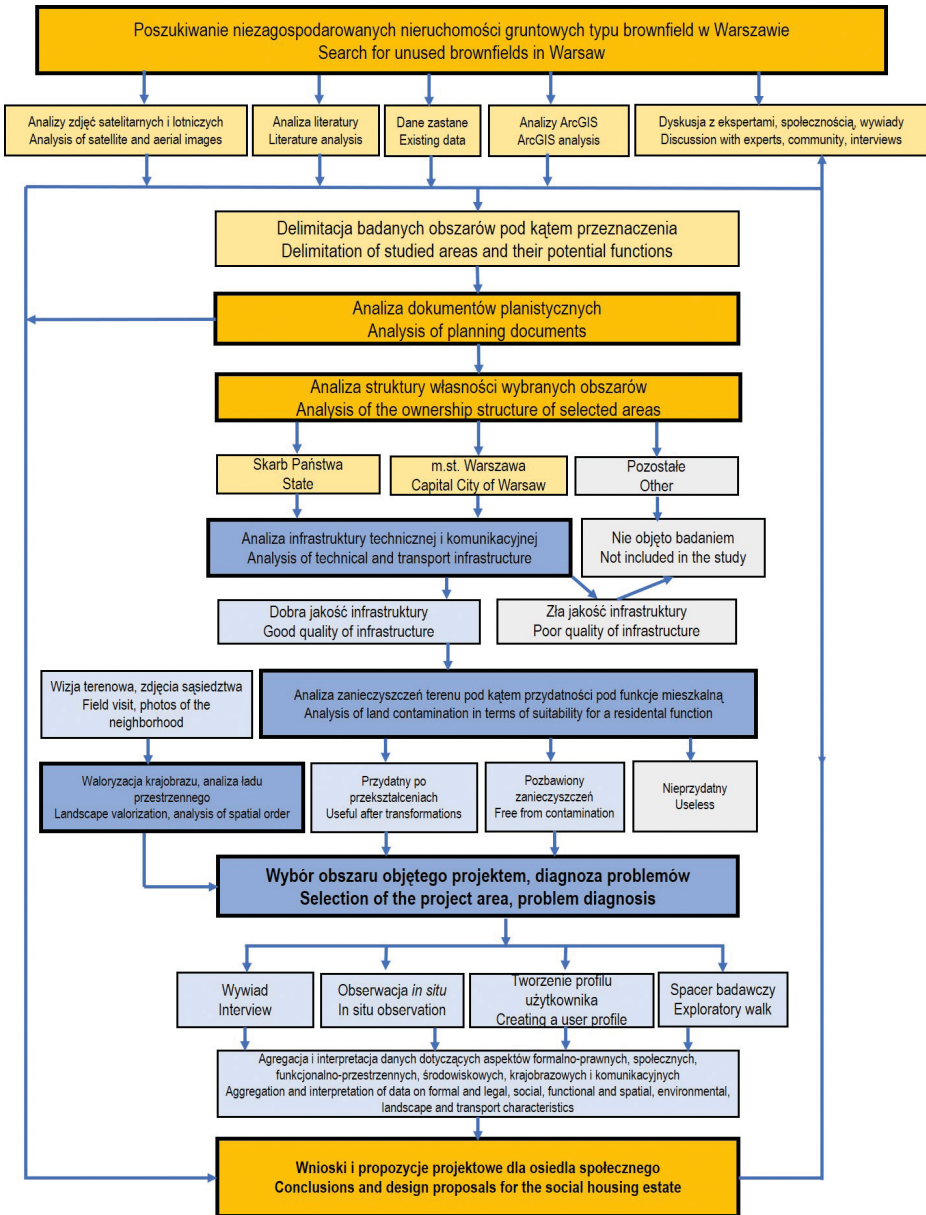 Poszukiwanie niezagospodarowanych nieruchomości gruntowych typu brownfield w Warszawie
Search for unused brownfields in Warsaw
Analizy zdjęć satelitarnych i lotniczych
Analysis of satellite and aerial images
Analiza literatury
Literature analysis
Dane zastane
Existing data
Analizy ArcGIS
ArcGIS analysis
Dyskusja z ekspertami, społecznością, wywiady
Discussion with experts, community, interviews
Delimitacja badanych obszarów pod kątem przeznaczenia
Delimitation of studied areas and their potential functions
Analiza dokumentów planistycznych
Analysis of planning documents
Analiza struktury własności wybranych obszarów
Analysis of the ownership structure of selected areas
Skarb Państwa
State
m.st. Warszawa
Capital City of Warsaw
Pozostałe
Other
Analiza infrastruktury technicznej i komunikacyjnej
Analysis of technical and transport infrastructure
Nie objęto badaniem
Not included in the study
Dobra jakość infrastruktury
Good quality of infrastructure
Zła jakość infrastruktury
Poor quality of infrastructure
Wizja terenowa, zdjęcia sąsiedztwa
Field visit, photos of the
neighborhood
Analiza zanieczyszczeń terenu pod kątem przydatności pod funkcje mieszkalną
Analysis of land contamination in terms of suitability for a residental function
Waloryzacja krajobrazu, analiza ładu
przestrzennego
Landscape valorization, analysis of spatial order
Przydatny po
przekształceniach
Useful after transformations
Pozbawiony
zanieczyszczeń
Free from contamination
Nieprzydatny
Useless
Wybór obszaru objętego projektem, diagnoza problemów
Selection of the project area, problem diagnosis
Wywiad
Interview
Obserwacja in situ
In situ observation
Tworzenie profilu
użytkownika
Creating a user profile
Spacer badawczy
Exploratory walk
Agregacja i interpretacja danych dotyczących aspektów formalno-prawnych, społecznych,
funkcjonalno-przestrzennych, środowiskowych, krajobrazowych i komunikacyjnych
Aggregation and interpretation of data on formal and legal, social, functional and spatial, environmental,
landscape and transport characteristics
Wnioski i propozycje projektowe dla osiedla społecznego
Conclusions and design proposals for the social housing estate